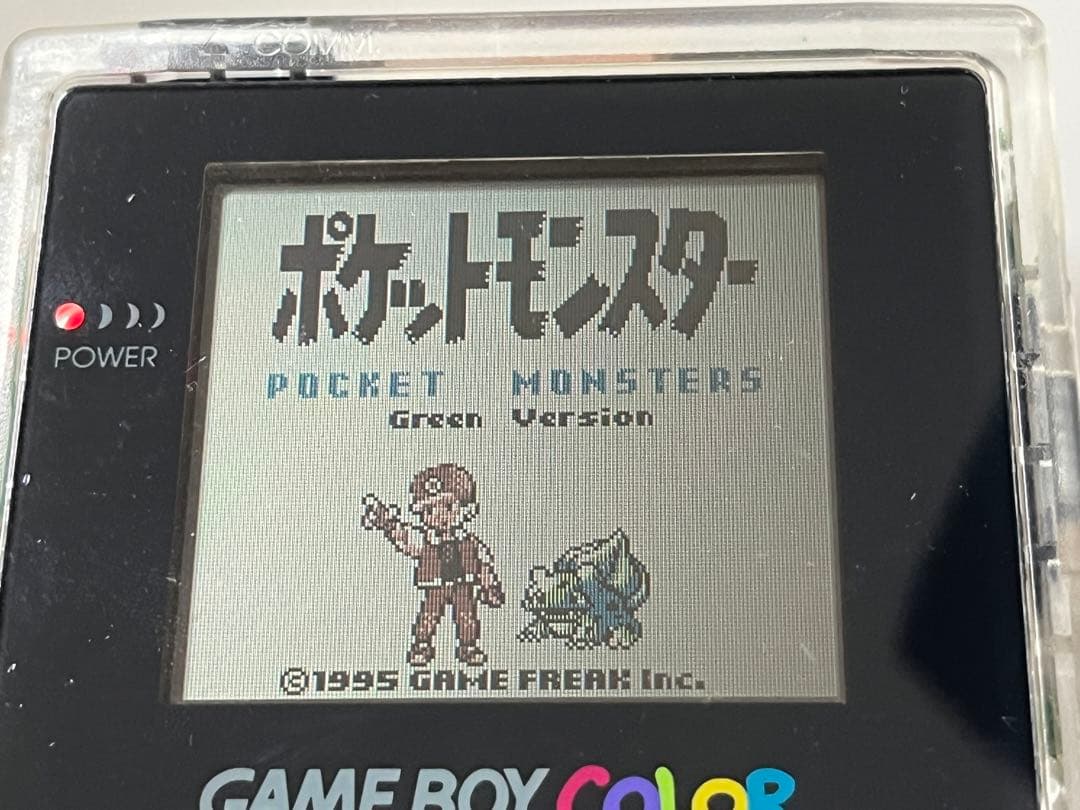 COMM.
ポケットモンスター
POCKET MONSTERS
Green Version
POWER
©1995 GAME FREAK Inc.
GAME BOY COLOR